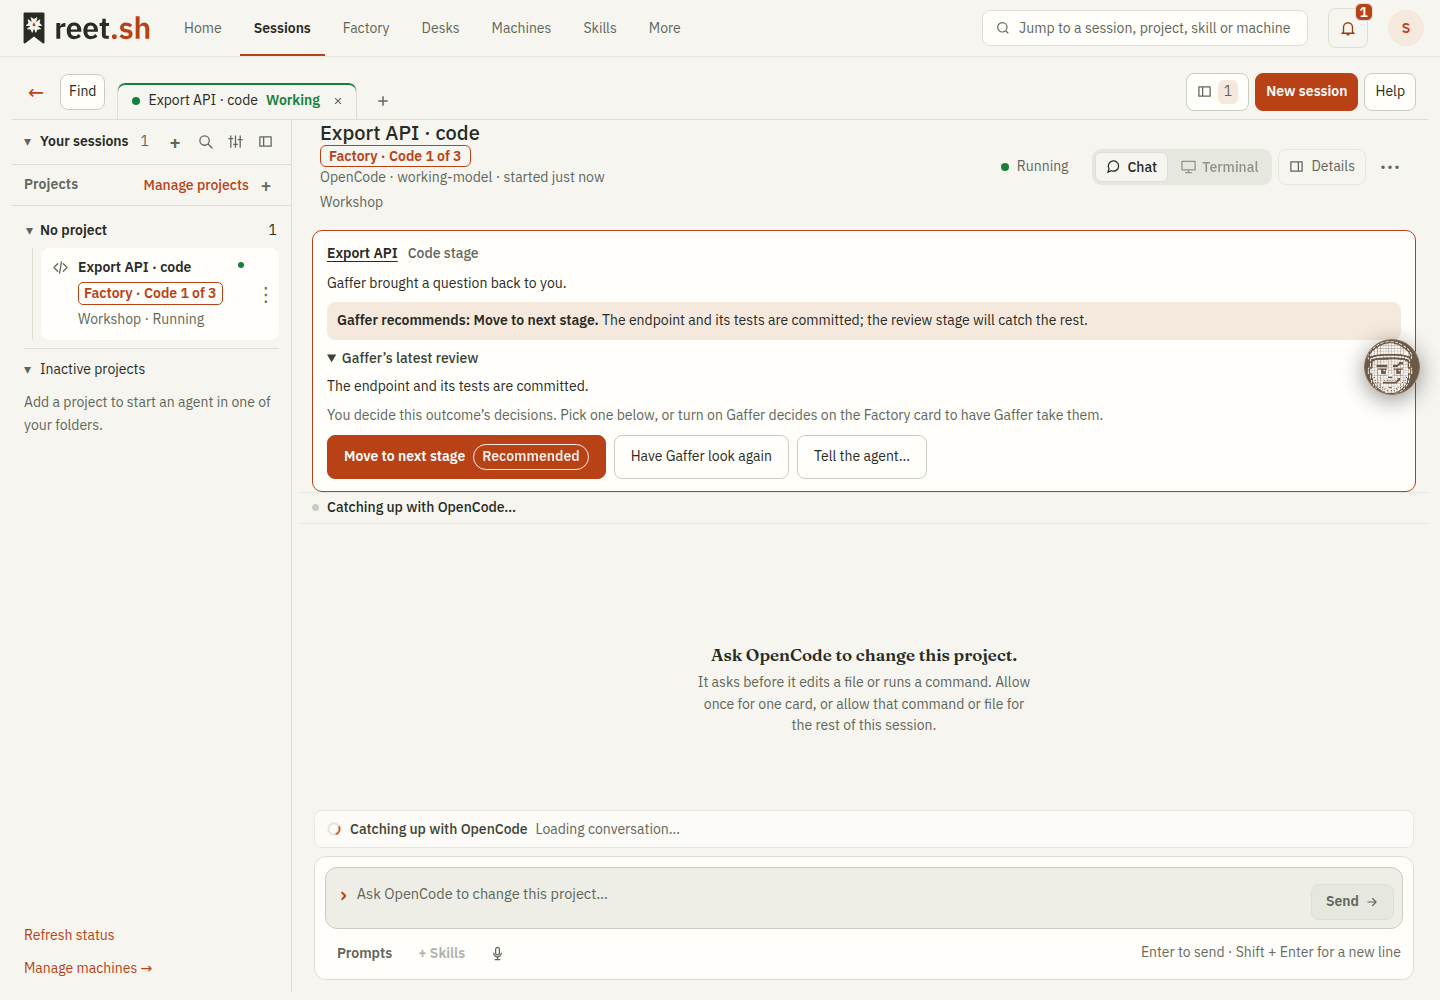 reet.sh
Home
Sessions
Factory
Desks
Machines
Skills
More
Jump to a session, project, skill or machine
1
S
←
Find
Export API · code Working ×
+
1
New session
Help
▼ Your sessions 1 +
Projects
Manage projects +
▼ No project 1
Export API · code
Factory · Code 1 of 3
Workshop · Running
▼ Inactive projects
Add a project to start an agent in one of
your folders.
Refresh status
Manage machines →
Export API · code
Factory · Code 1 of 3
OpenCode · working-model · started just now
Workshop
Running
Chat
Terminal
Details
Export API Code stage
Gaffer brought a question back to you.
Gaffer recommends: Move to next stage. The endpoint and its tests are committed; the review stage will catch the rest.
▼ Gaffer’s latest review
The endpoint and its tests are committed.
You decide this outcome’s decisions. Pick one below, or turn on Gaffer decides on the Factory card to have Gaffer take them.
Move to next stage Recommended
Have Gaffer look again
Tell the agent…
Catching up with OpenCode…
Ask OpenCode to change this project.
It asks before it edits a file or runs a command. Allow
once for one card, or allow that command or file for
the rest of this session.
Catching up with OpenCode Loading conversation…
› Ask OpenCode to change this project…
Send →
Prompts
+ Skills
Enter to send · Shift + Enter for a new line